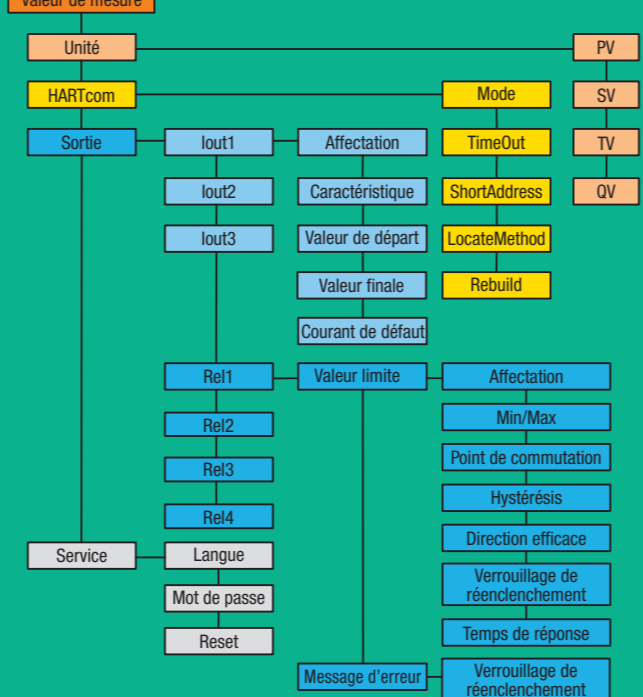 Valeur de mesure
Unité
PV
HARTcom
Mode
SV
Sortie
Iout1
Affectation
TimeOut
TV
Iout2
Caractéristique
ShortAddress
QV
Iout3
Valeur de départ
LocateMethod
Valeur finale
Rebuild
Courant de défaut
Rel1
Valeur limite
Affectation
Rel2
Min/Max
Rel3
Point de commutation
Rel4
Hystérésis
Direction efficace
Service
Langue
Verrouillage de
réenclenchement
Mot de passe
Reset
Temps de réponse
Message d'erreur
Verrouillage de
réenclenchement